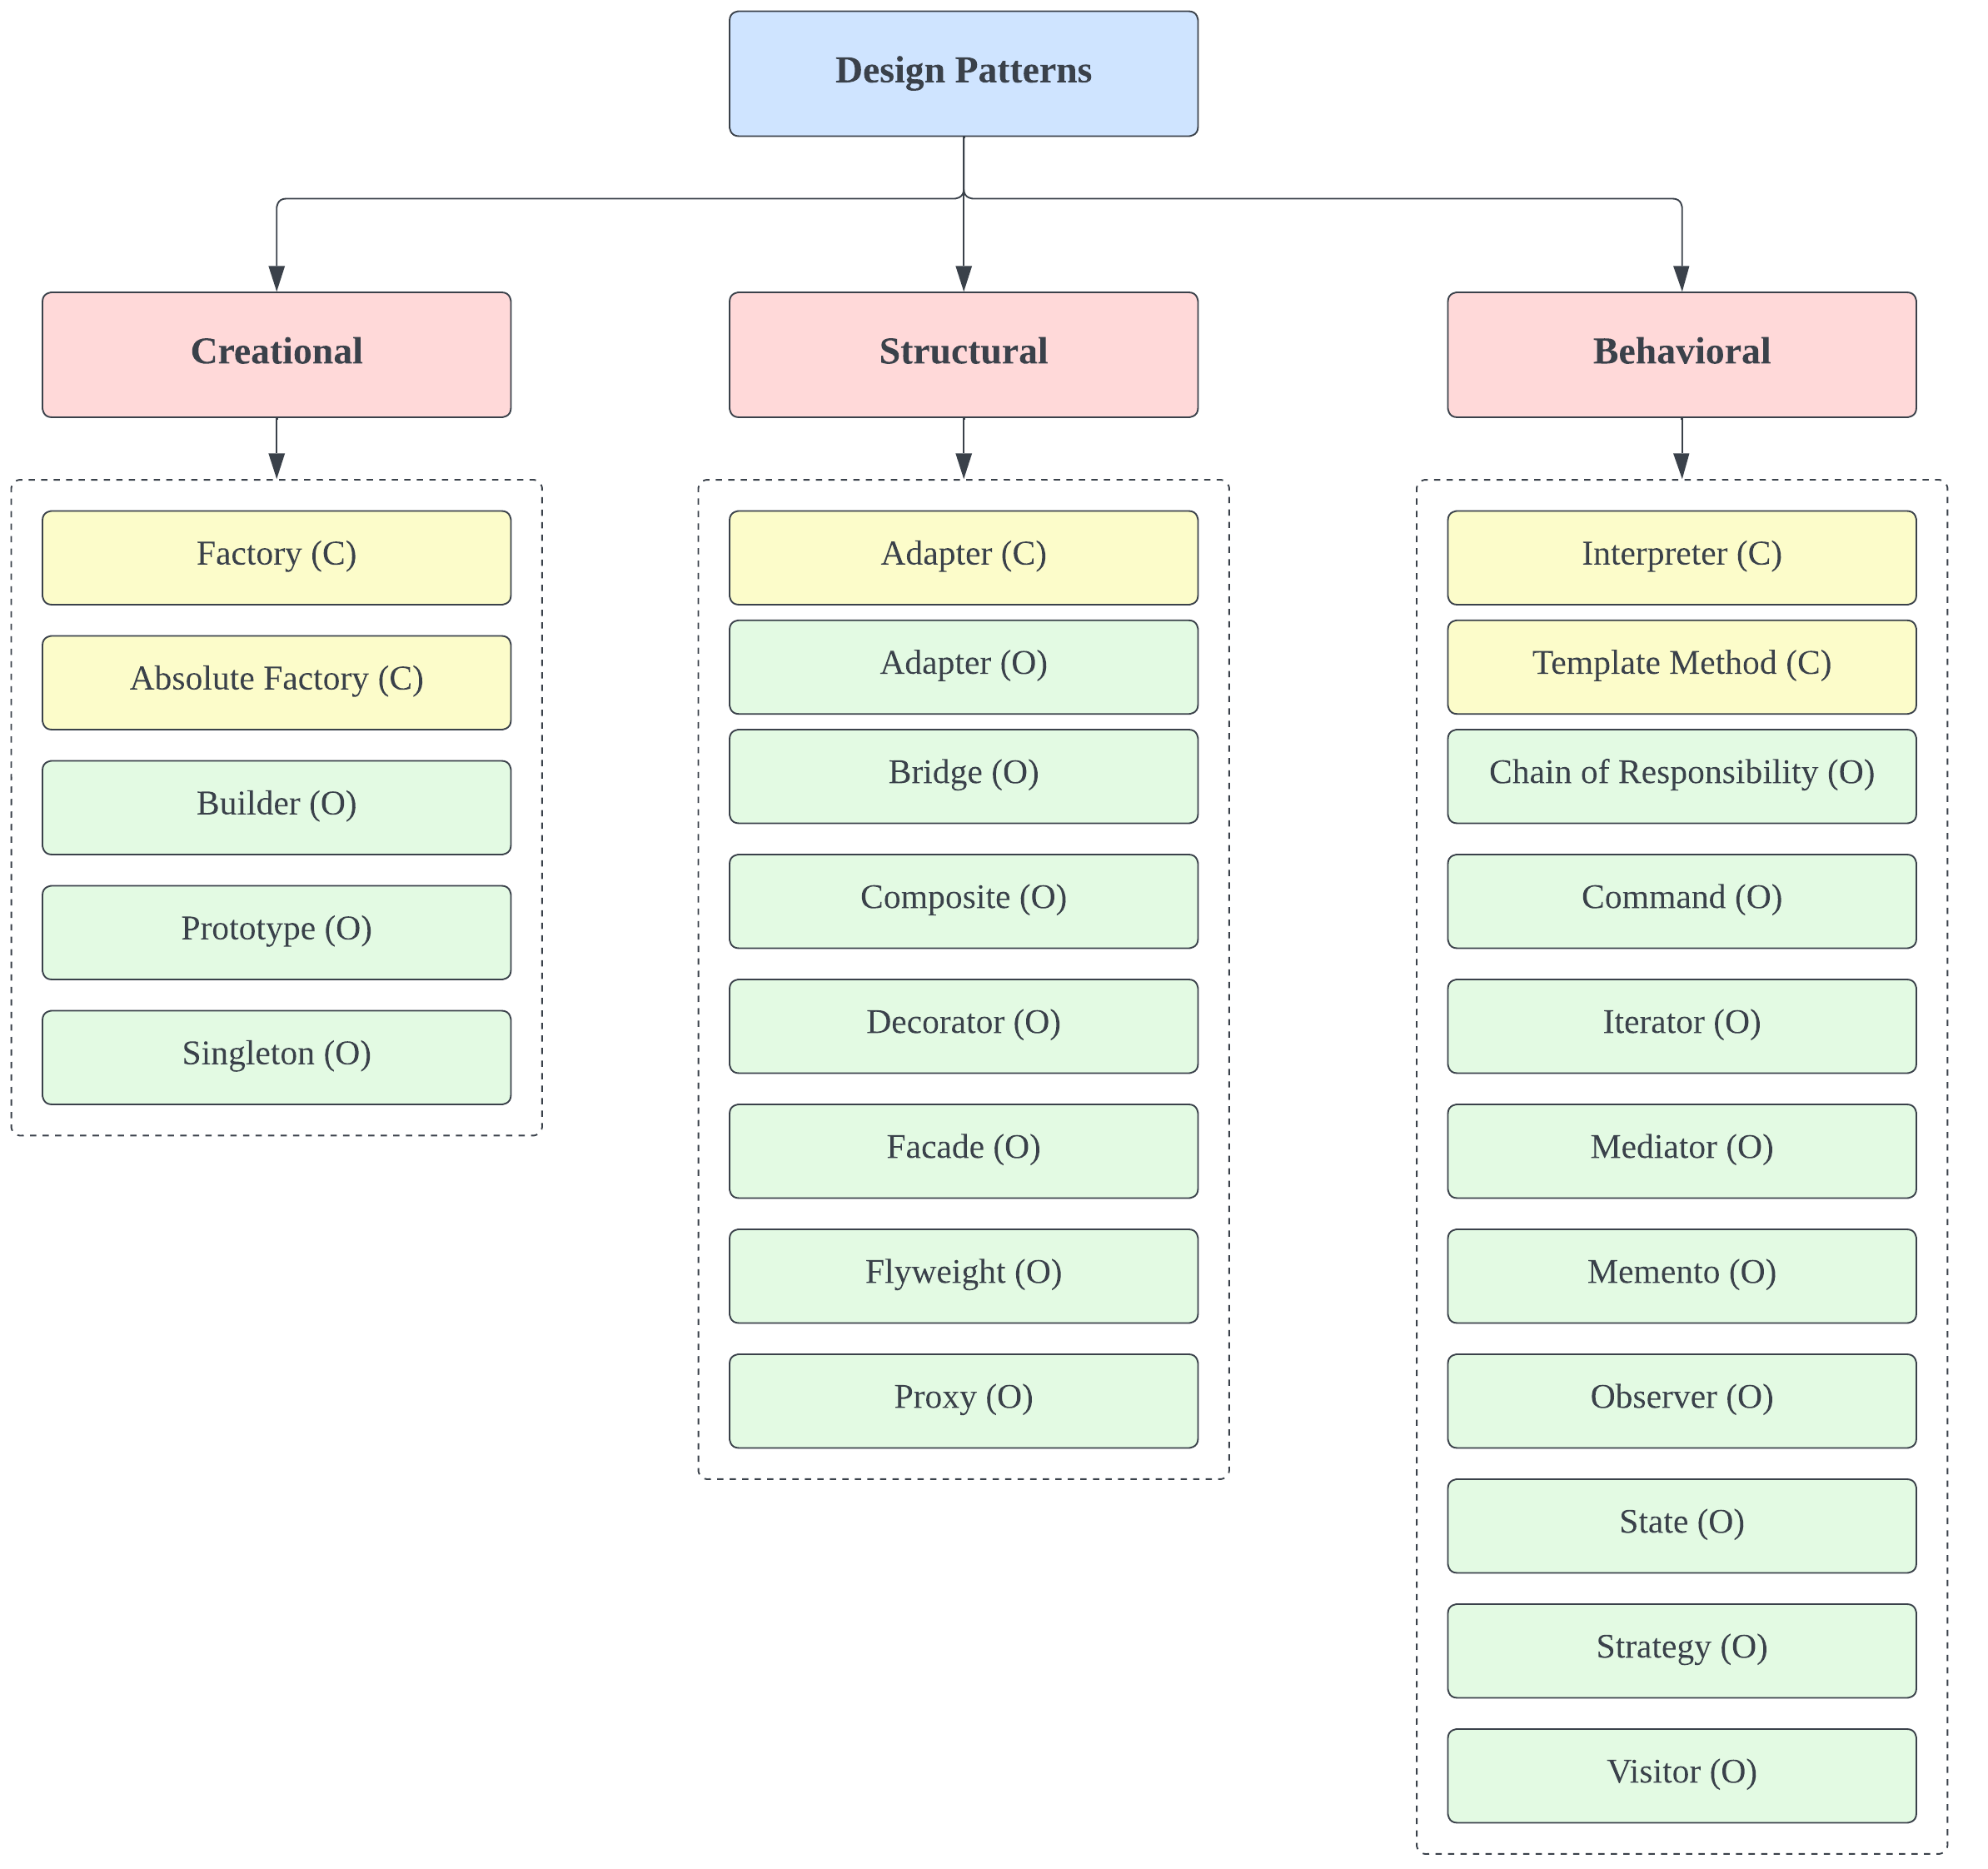 Design Patterns
Creational
Structural
Behavioral
Factory (C)
Absolute Factory (C)
Builder (O)
Prototype (O)
Singleton (O)
Adapter (C)
Adapter (O)
Bridge (O)
Composite (O)
Decorator (O)
Facade (O)
Flyweight (O)
Proxy (O)
Interpreter (C)
Template Method (C)
Chain of Responsibility (O)
Command (O)
Iterator (O)
Mediator (O)
Memento (O)
Observer (O)
State (O)
Strategy (O)
Visitor (O)